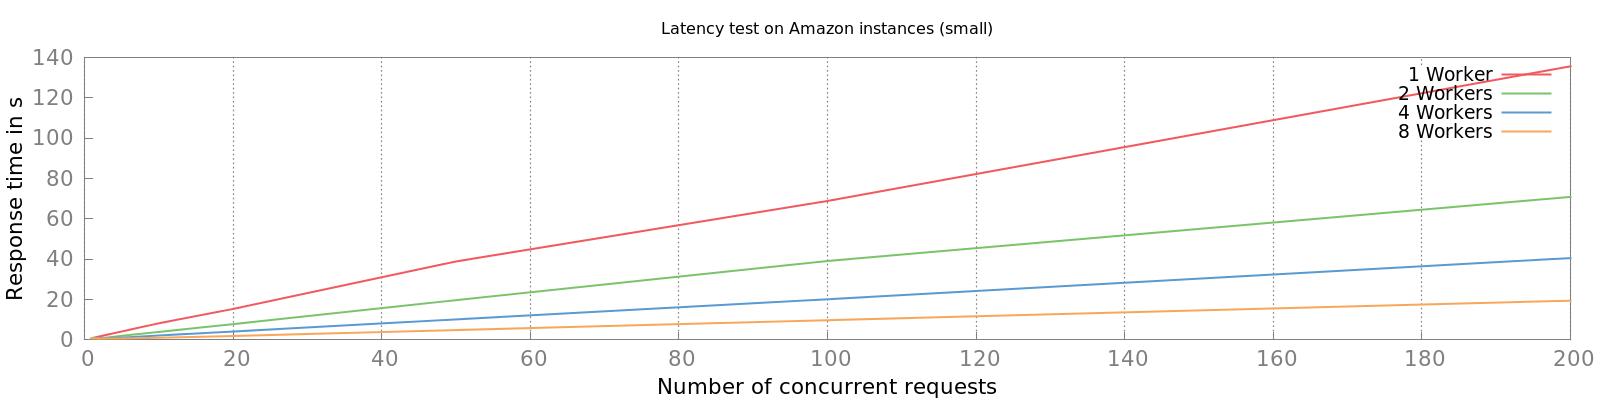 Latency test on Amazon instances (small)
140
120
100
80
60
40
20
0
Response time in s
1 Worker
2 Workers
4 Workers
8 Workers
0 20 40 60 80 100 120 140 160 180 200
Number of concurrent requests